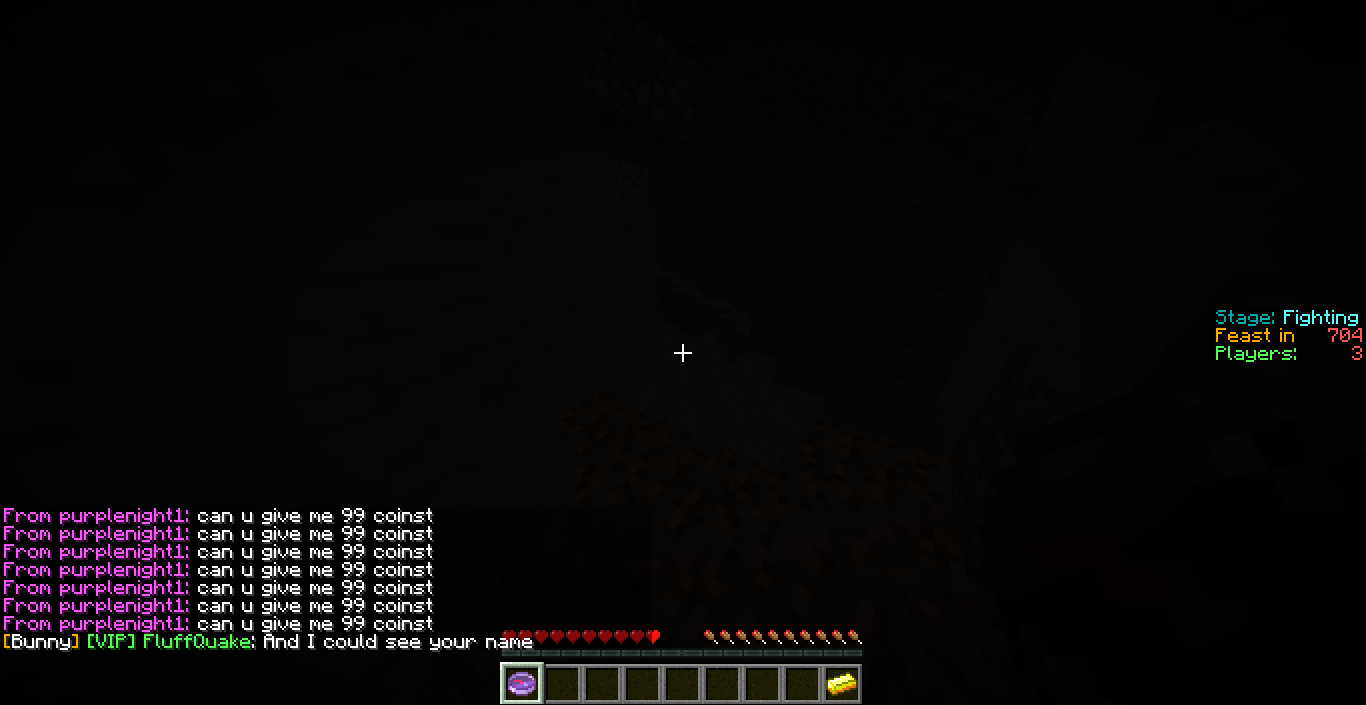 Stage: Fighting
Feast in 704
Players: 3
From purplenight1: can u give me 99 coinst
From purplenight1: can u give me 99 coinst
From purplenight1: can u give me 99 coinst
From purplenight1: can u give me 99 coinst
From purplenight1: can u give me 99 coinst
From purplenight1: can u give me 99 coinst
From purplenight1: can u give me 99 coinst
[Bunny] [VIP] FluffQuake: And I could see your name